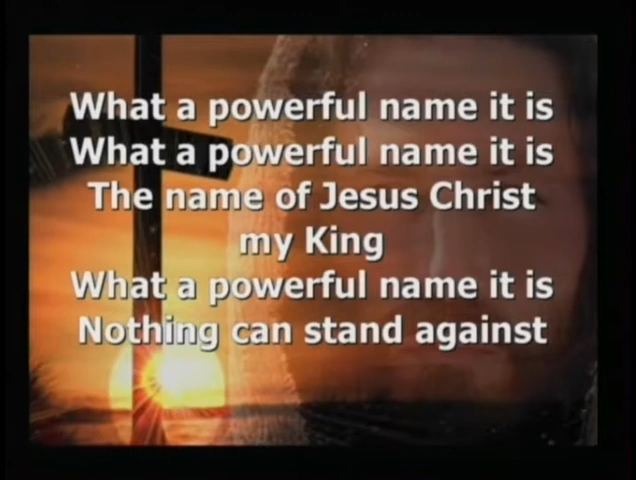 What a powerful name it is
What a powerful name it is
The name of Jesus Christ
my King
What a powerful name it is
Nothing can stand against